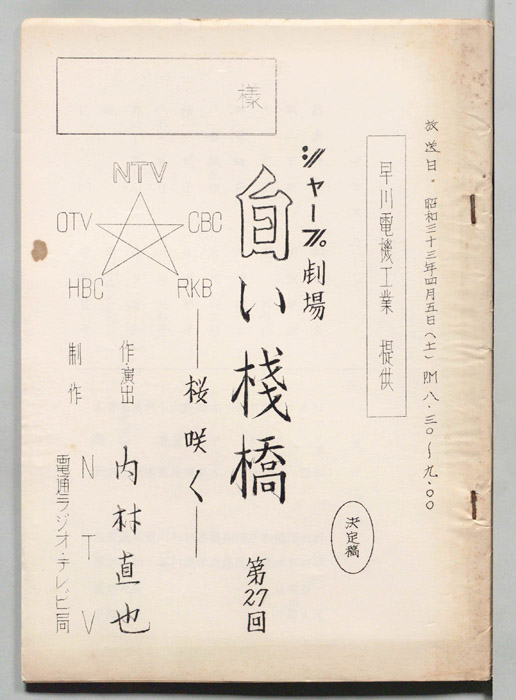 放送日.昭和三十三年四月五日(土)PM八.三〇～九.〇〇
早川電機工業 提供
シャープ劇場
白い棧橋 第27回
決定稿
―桜咲く―
様
NTV
OTV
CBC
HBC
RKB
作・演出 内林直也
制作 NTV
電通ラジオ・テレビ局